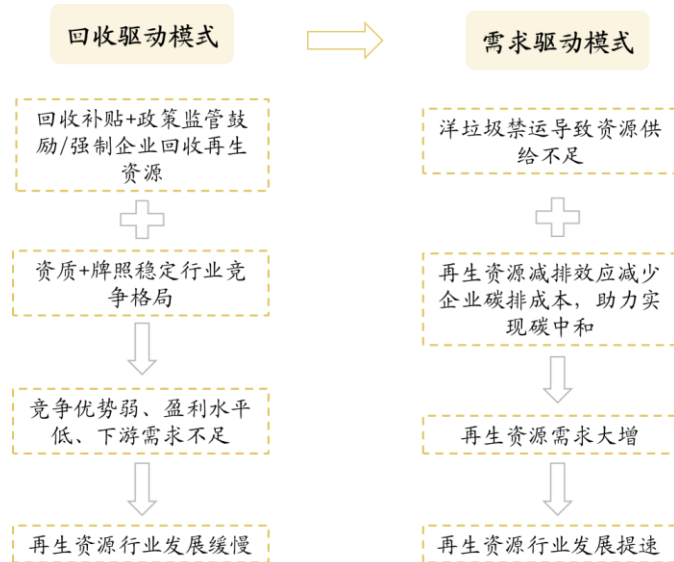 回收驱动模式
需求驱动模式
回收补贴+政策监管鼓
励/强制企业回收再生
资源
洋垃圾禁运导致资源供
给不足
资质+牌照稳定行业竞
争格局
再生资源减排效应减少
企业碳排成本，助力实
现碳中和
竞争优势弱、盈利水平
低、下游需求不足
再生资源需求大增
再生资源行业发展缓慢
再生资源行业发展提速